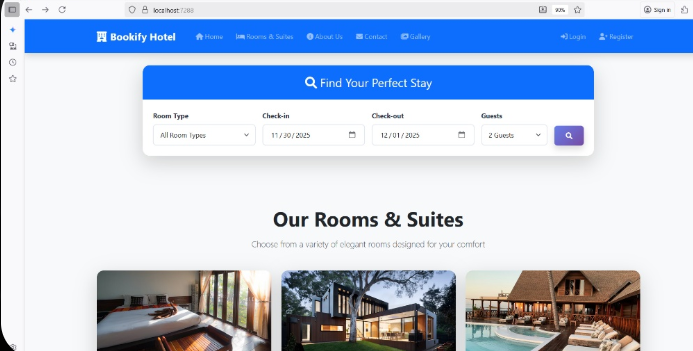 localhost:7288
90%
Sign in
Bookify Hotel
Home
Rooms & Suites
About Us
Contact
Gallery
Login
Register
Find Your Perfect Stay
Room Type
Check-in
Check-out
Guests
All Room Types
11/30/2025
12/01/2025
2 Guests
Our Rooms & Suites
Choose from a variety of elegant rooms designed for your comfort